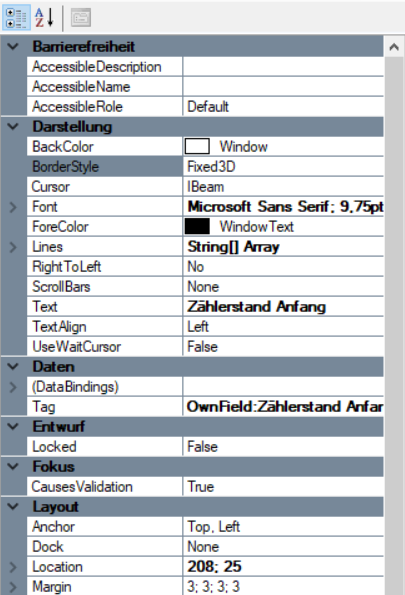 A
Z
Barrierefreiheit
AccessibleDescription
AccessibleName
AccessibleRole Default
Darstellung
BackColor Window
BorderStyle Fixed3D
Cursor IBeam
Font Microsoft Sans Serif; 9,75pt
ForeColor WindowText
Lines String[] Array
RightToLeft No
ScrollBars None
Text Zählerstand Anfang
TextAlign Left
UseWaitCursor False
Daten
(DataBindings)
Tag OwnField:Zählerstand Anfar
Entwurf
Locked False
Fokus
CausesValidation True
Layout
Anchor Top, Left
Dock None
Location 208; 25
Margin 3; 3; 3; 3